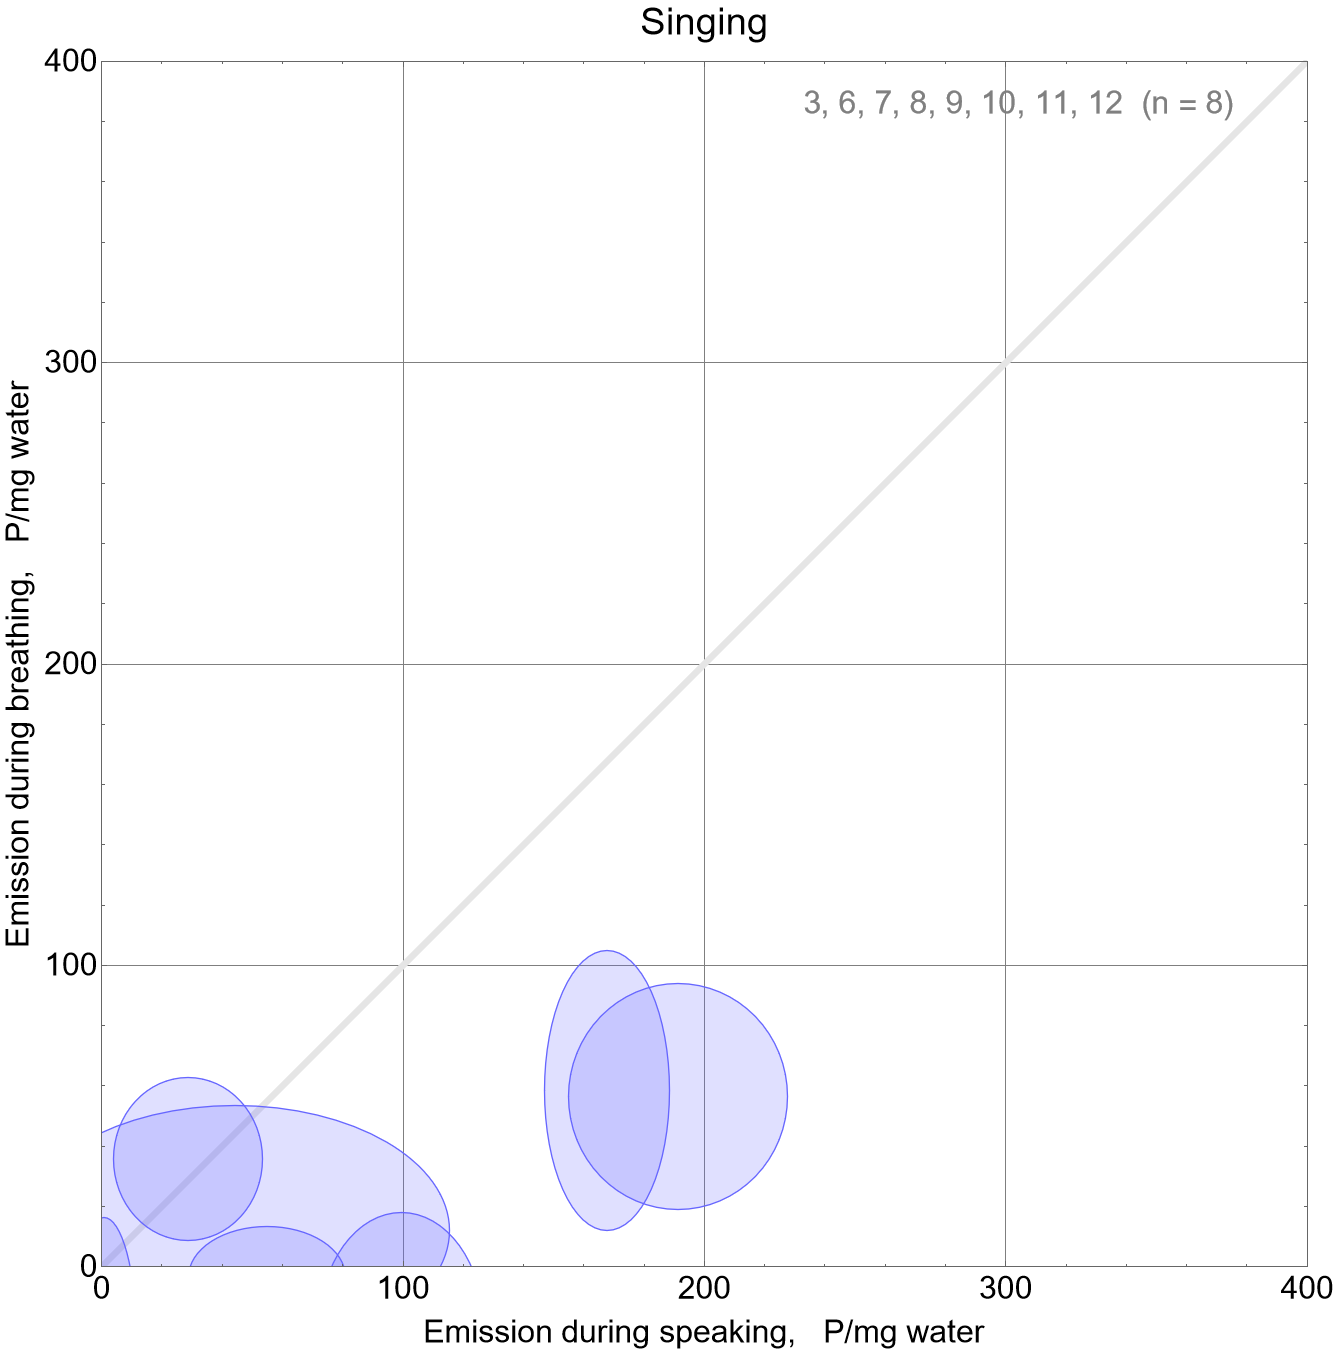 Singing
3, 6, 7, 8, 9, 10, 11, 12 (n = 8)
400
300
200
100
0
Emission during breathing, P/mg water
0 100 200 300 400
Emission during speaking, P/mg water